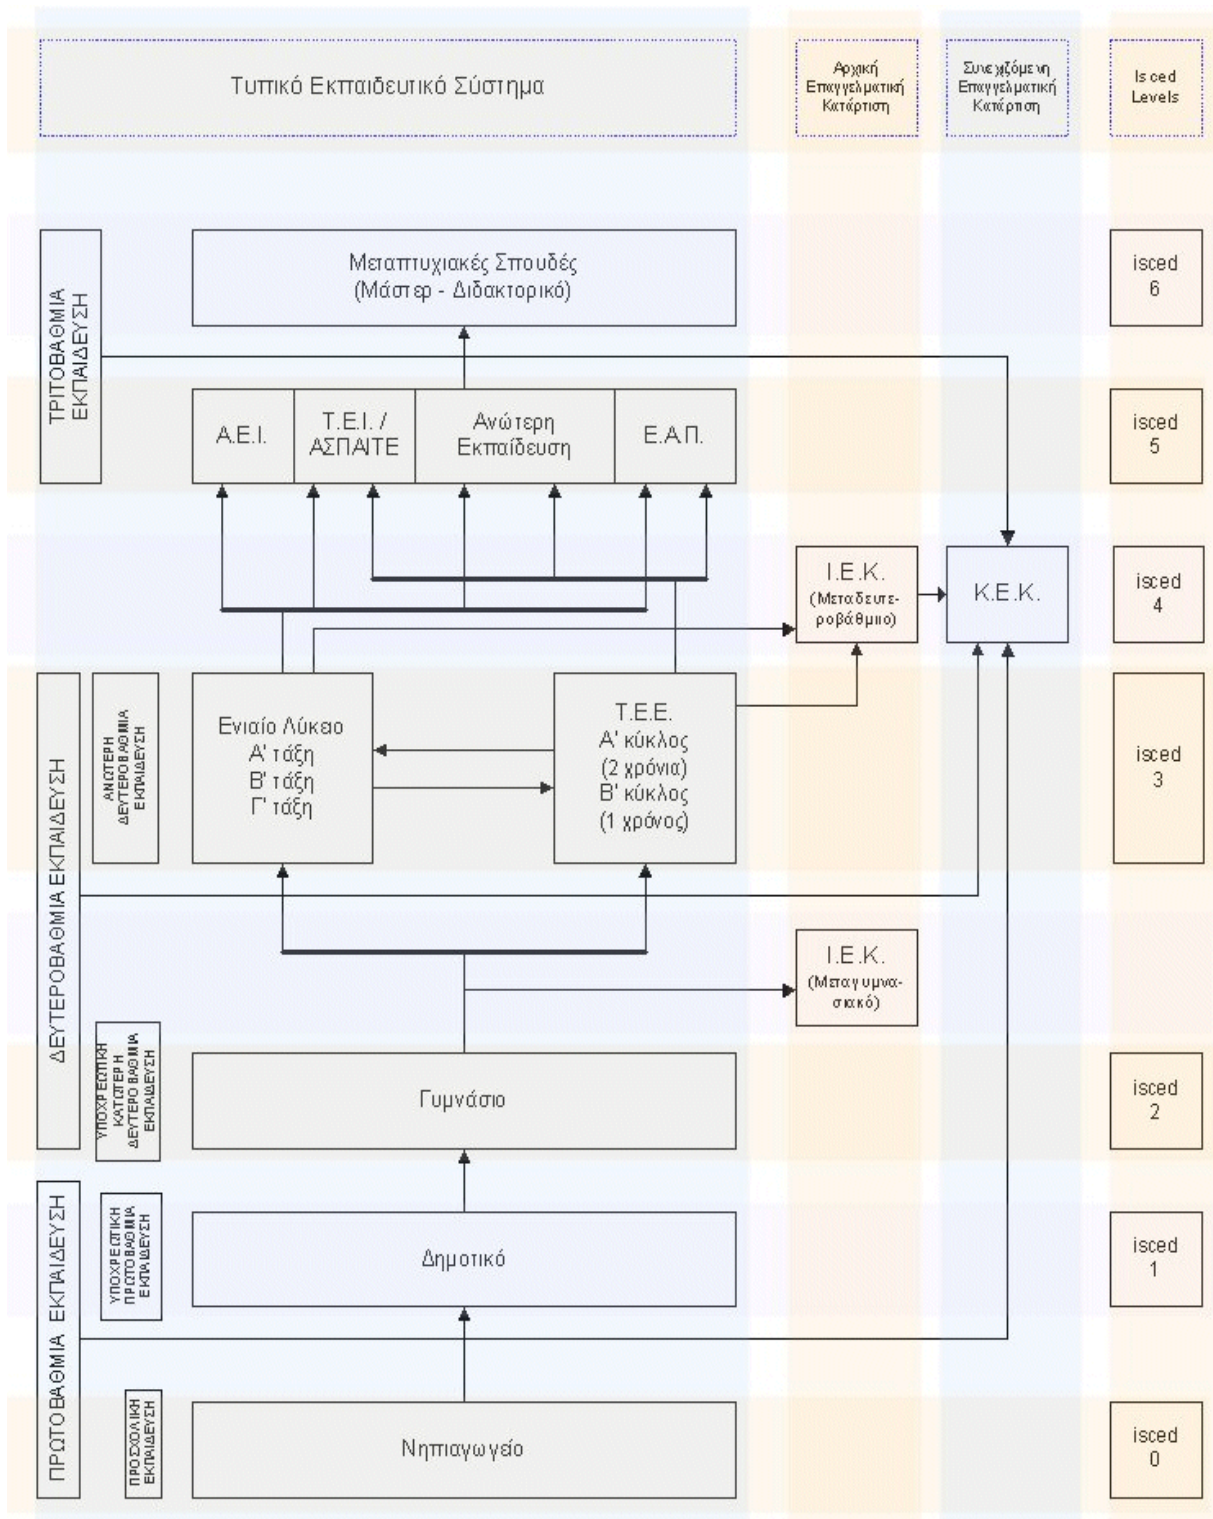 Τυπικό Εκπαιδευτικό Σύστημα
Αρχική
Επαγγελματική
Κατάρτιση
Συνεχιζόμενη
Επαγγελματική
Κατάρτιση
Isced
Levels
ΤΡΙΤΟΒΑΘΜΙΑ
ΕΚΠΑΙΔΕΥΣΗ
Μεταπτυχιακές Σπουδές
(Μάστερ - Διδακτορικό)
isced
6
Α.Ε.Ι.
Τ.Ε.Ι. /
ΑΣΠΑΙΤΕ
Ανώτερη
Εκπαίδευση
Ε.Α.Π.
isced
5
Ι.Ε.Κ.
(Μεταδευτε-
ροβάθμιο)
Κ.Ε.Κ.
isced
4
ΔΕΥΤΕΡΟΒΑΘΜΙΑ ΕΚΠΑΙΔΕΥΣΗ
ΑΝΩΤΕΡΗ
ΔΕΥΤΕΡΟΒΑΘΜΙΑ
ΕΚΠΑΙΔΕΥΣΗ
Ενιαίο Λύκειο
Α' τάξη
Β' τάξη
Γ' τάξη
Τ.Ε.Ε.
Α' κύκλος
(2 χρόνια)
Β' κύκλος
(1 χρόνος)
isced
3
Ι.Ε.Κ.
(Μεταγυμνα-
σιακό)
ΥΠΟΧΡΕΩΤΙΚΗ
ΚΑΤΩΤΕΡΗ
ΔΕΥΤΕΡΟΒΑΘΜΙΑ
ΕΚΠΑΙΔΕΥΣΗ
Γυμνάσιο
isced
2
ΠΡΩΤΟΒΑΘΜΙΑ ΕΚΠΑΙΔΕΥΣΗ
ΥΠΟΧΡΕΩΤΙΚΗ
ΠΡΩΤΟΒΑΘΜΙΑ
ΕΚΠΑΙΔΕΥΣΗ
Δημοτικό
isced
1
ΠΡΟΣΧΟΛΙΚΗ
ΕΚΠΑΙΔΕΥΣΗ
Νηπιαγωγείο
isced
0